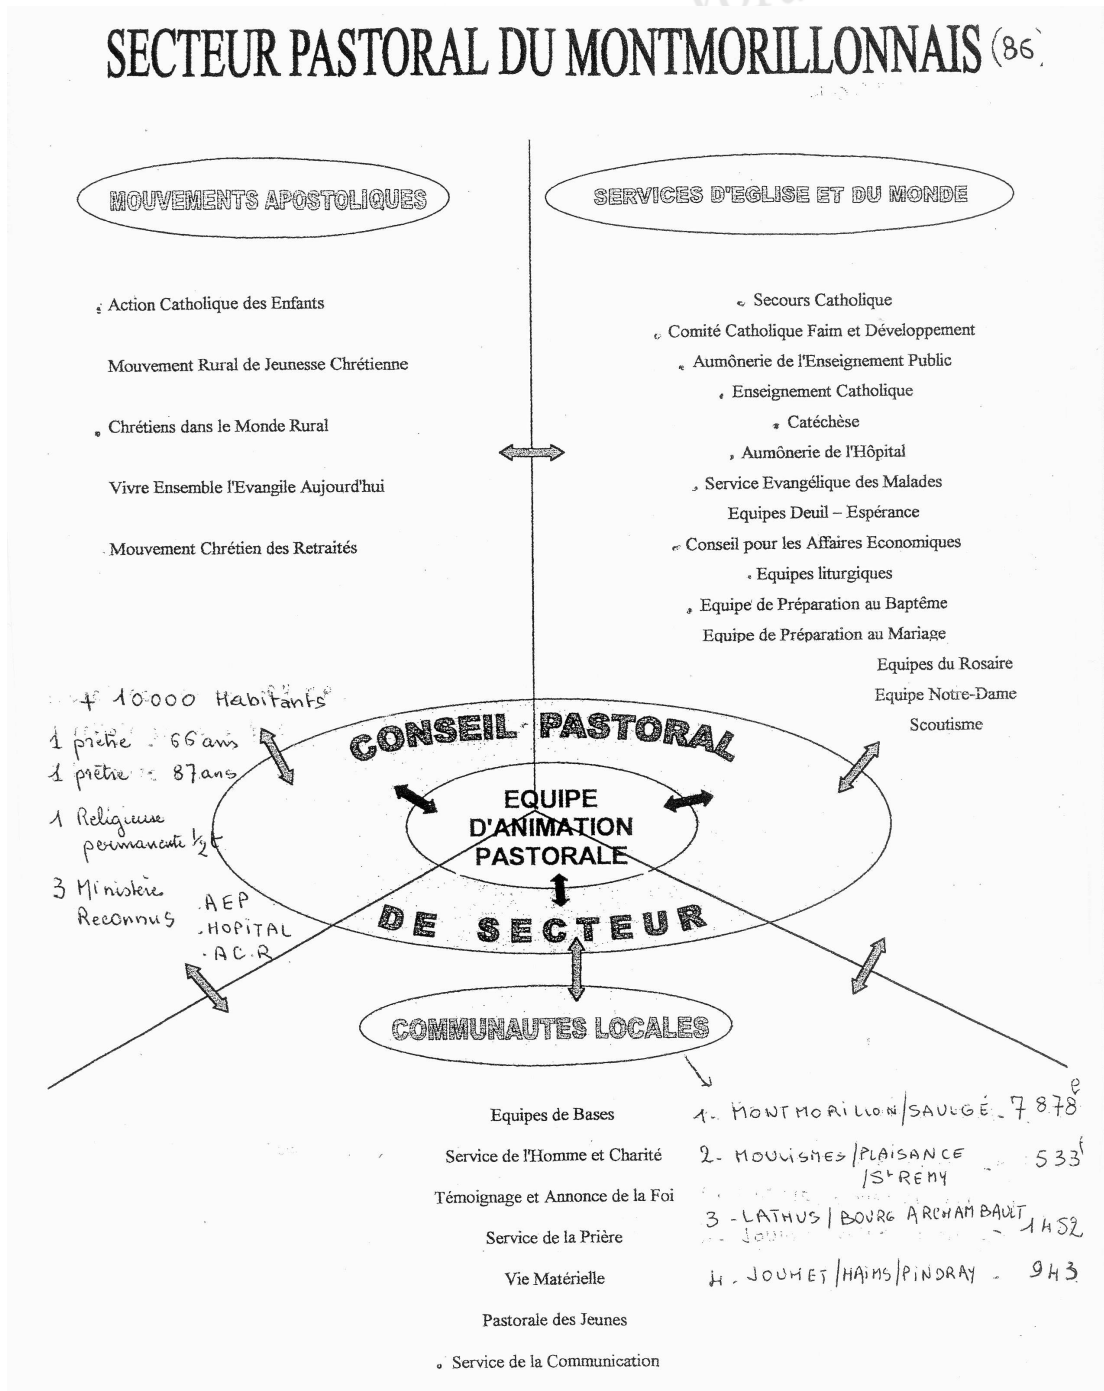 SECTEUR PASTORAL DU MONTMORILLONNAIS (86)
MOUVEMENTS APOSTOLIQUES
Action Catholique des Enfants
Mouvement Rural de Jeunesse Chrétienne
Chrétiens dans le Monde Rural
Vivre Ensemble l'Evangile Aujourd'hui
Mouvement Chrétien des Retraités
SERVICES D'EGLISE ET DU MONDE
Secours Catholique
Comité Catholique Faim et Développement
Aumônerie de l'Enseignement Public
Enseignement Catholique
Catéchèse
Aumônerie de l'Hôpital
Service Evangélique des Malades
Equipes Deuil – Espérance
Conseil pour les Affaires Economiques
Equipes liturgiques
Equipe de Préparation au Baptême
Equipe de Préparation au Mariage
Equipes du Rosaire
Equipe Notre-Dame
Scoutisme
+ 10 000 Habitants
1 prêtre - 66 ans
1 prêtre - 87 ans
1 Religieuse
permanente 1/2 t
3 Ministère
Reconnus
. AEP
. HOPITAL
. A C.R
CONSEIL PASTORAL
EQUIPE
D'ANIMATION
PASTORALE
DE SECTEUR
COMMUNAUTES LOCALES
Equipes de Bases
Service de l'Homme et Charité
Témoignage et Annonce de la Foi
Service de la Prière
Vie Matérielle
Pastorale des Jeunes
Service de la Communication
1 - MONTMORILLON/SAULGÉ - 7 878
2 - MOULISMES/PLAISANCE
/St REMY 533
3 - LATHUS/BOURG ARCHAMBAULT
- 1452
4 - JOUHET/HAIMS/PINDRAY - 943